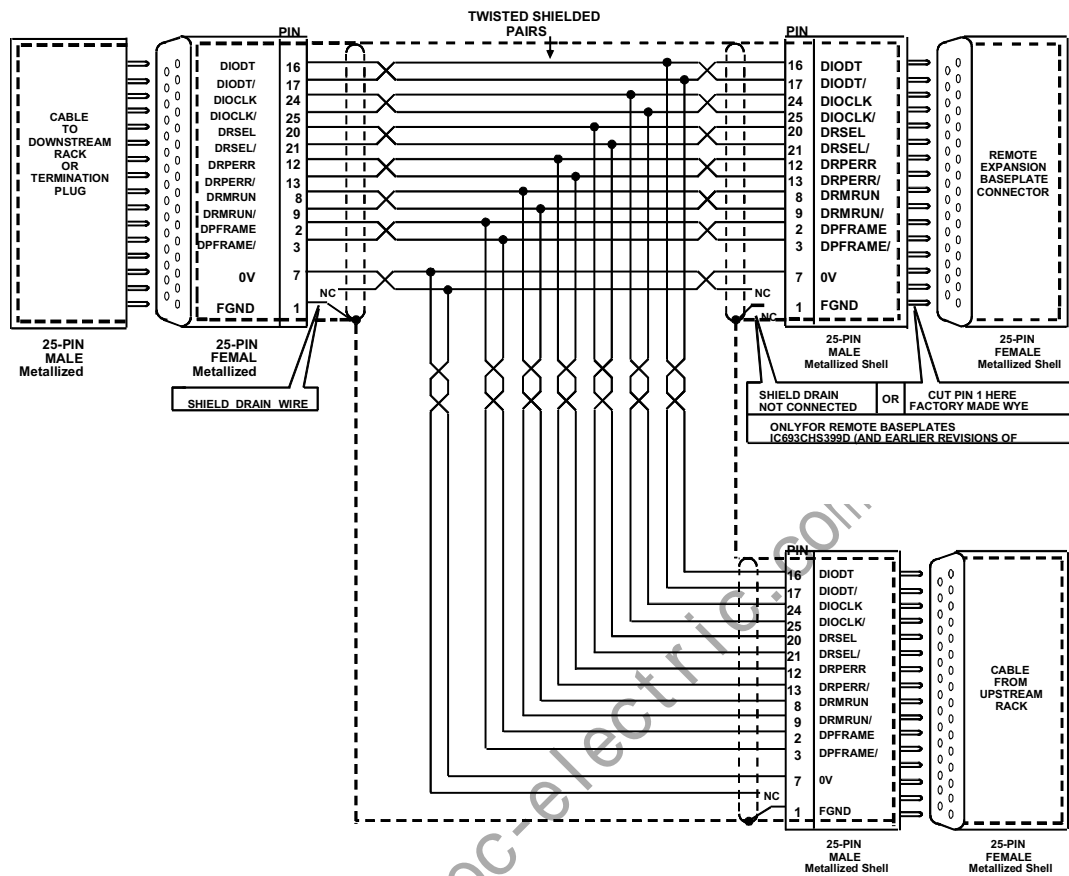 TWISTED SHIELDED
PAIRS
CABLE
TO
DOWNSTREAM
RACK
OR
TERMINATION
PLUG
25-PIN
MALE
Metallized
PIN
DIODT 16
DIODT/ 17
DIOCLK 24
DIOCLK/ 25
DRSEL 20
DRSEL/ 21
DRPERR 12
DRPERR/ 13
DRMRUN 8
DRMRUN/ 9
DPFRAME 2
DPFRAME/ 3
0V 7
NC
FGND 1
25-PIN
FEMAL
Metallized
SHIELD DRAIN WIRE
PIN
16 DIODT
17 DIODT/
24 DIOCLK
25 DIOCLK/
20 DRSEL
21 DRSEL/
12 DRPERR
13 DRPERR/
8 DRMRUN
9 DRMRUN/
2 DPFRAME
3 DPFRAME/
7 0V
NC
1 FGND
NC
25-PIN
MALE
Metallized Shell
REMOTE
EXPANSION
BASEPLATE
CONNECTOR
25-PIN
FEMALE
Metallized Shell
SHIELD DRAIN
NOT CONNECTED
OR
CUT PIN 1 HERE
FACTORY MADE WYE
ONLYFOR REMOTE BASEPLATES
IC693CHS399D (AND EARLIER REVISIONS OF
PIN
16 DIODT
17 DIODT/
24 DIOCLK
25 DIOCLK/
20 DRSEL
21 DRSEL/
12 DRPERR
13 DRPERR/
8 DRMRUN
9 DRMRUN/
2 DPFRAME
3 DPFRAME/
7 0V
NC
1 FGND
25-PIN
MALE
Metallized Shell
CABLE
FROM
UPSTREAM
RACK
25-PIN
FEMALE
Metallized Shell